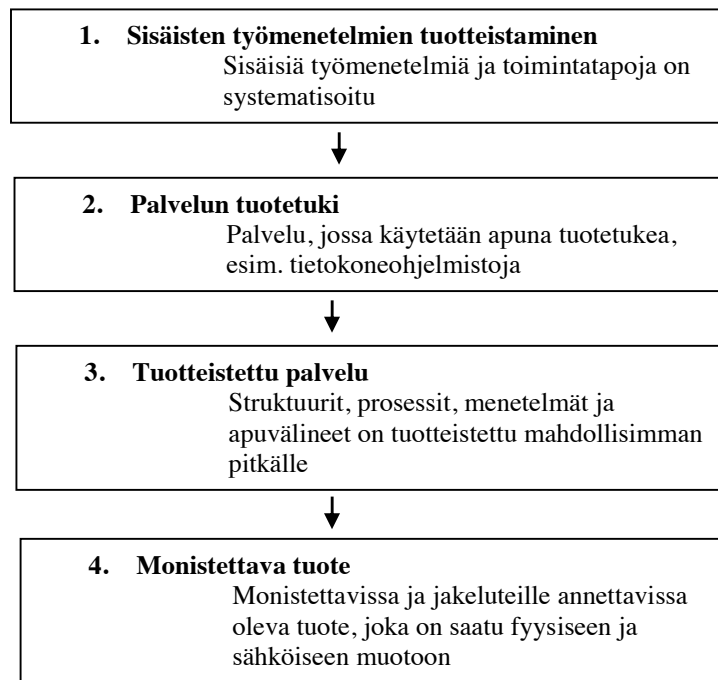 1. Sisäisten työmenetelmien tuotteistaminen
Sisäisiä työmenetelmiä ja toimintatapoja on
systematisoitu
2. Palvelun tuotetuki
Palvelu, jossa käytetään apuna tuotetukea,
esim. tietokoneohjelmistoja
3. Tuotteistettu palvelu
Struktuurit, prosessit, menetelmät ja
apuvälineet on tuotteistettu mahdollisimman
pitkälle
4. Monistettava tuote
Monistettavissa ja jakeluteille annettavissa
oleva tuote, joka on saatu fyysiseen ja
sähköiseen muotoon